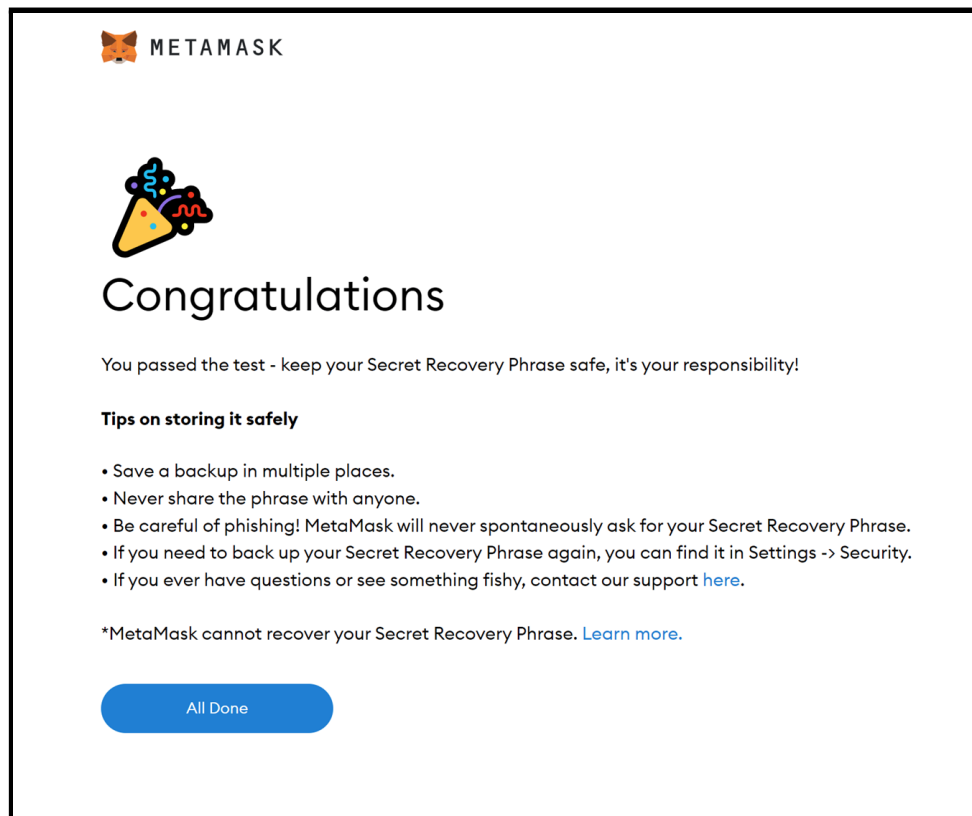 METAMASK
Congratulations
You passed the test - keep your Secret Recovery Phrase safe, it's your responsibility!
Tips on storing it safely
• Save a backup in multiple places.
• Never share the phrase with anyone.
• Be careful of phishing! MetaMask will never spontaneously ask for your Secret Recovery Phrase.
• If you need to back up your Secret Recovery Phrase again, you can find it in Settings -> Security.
• If you ever have questions or see something fishy, contact our support here.
*MetaMask cannot recover your Secret Recovery Phrase. Learn more.
All Done